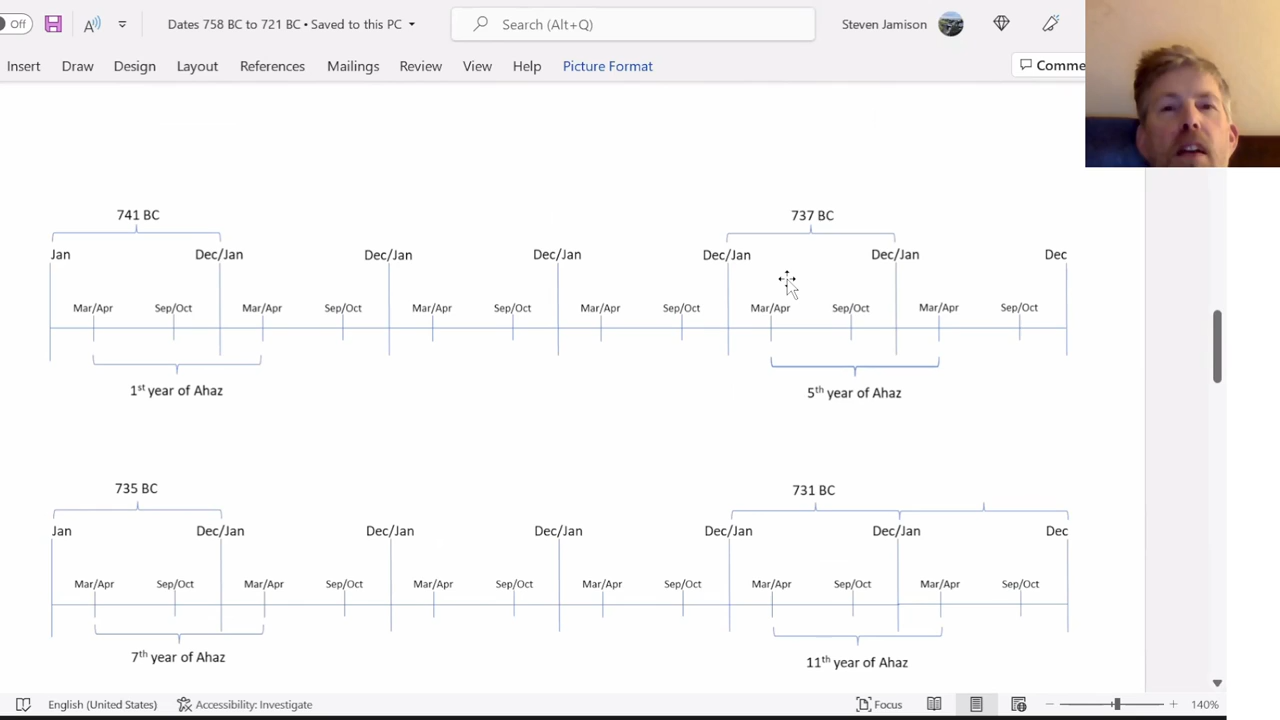 Off
Dates 758 BC to 721 BC • Saved to this PC
Search (Alt+Q)
Steven Jamison
Insert Draw Design Layout References Mailings Review View Help Picture Format
Comme
741 BC 737 BC
Jan Dec/Jan Dec/Jan Dec/Jan Dec/Jan Dec/Jan Dec
Mar/Apr Sep/Oct Mar/Apr Sep/Oct Mar/Apr Sep/Oct Mar/Apr Sep/Oct Mar/Apr Sep/Oct Mar/Apr Sep/Oct
1st year of Ahaz 5th year of Ahaz
735 BC 731 BC
Jan Dec/Jan Dec/Jan Dec/Jan Dec/Jan Dec/Jan Dec
Mar/Apr Sep/Oct Mar/Apr Sep/Oct Mar/Apr Sep/Oct Mar/Apr Sep/Oct Mar/Apr Sep/Oct Mar/Apr Sep/Oct
7th year of Ahaz 11th year of Ahaz
English (United States) Accessibility: Investigate Focus 140%